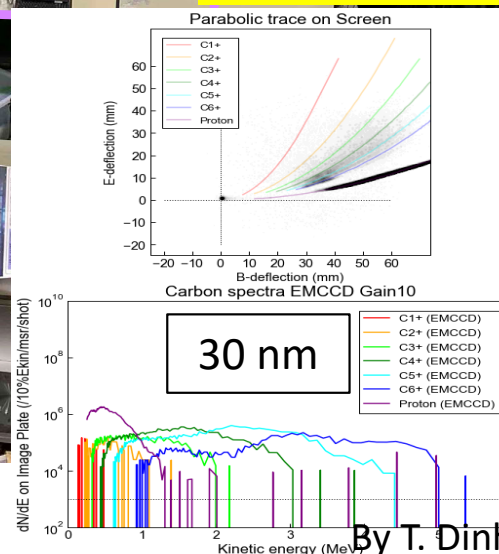 Parabolic trace on Screen
C1+
C2+
C3+
C4+
C5+
C6+
Proton
E-deflection (mm)
60
50
40
30
20
10
0
−10
−20
−20 −10 0 10 20 30 40 50 60
B-deflection (mm)
Carbon spectra EMCCD Gain10
30 nm
C1+ (EMCCD)
C2+ (EMCCD)
C3+ (EMCCD)
C4+ (EMCCD)
C5+ (EMCCD)
C6+ (EMCCD)
Proton (EMCCD)
dN/dE on Image Plate (/10%Ekin/msr/shot)
10^10
10^8
10^6
10^4
10^2
0 1 3
Kinetic energy (MeV)
By T. Dinh